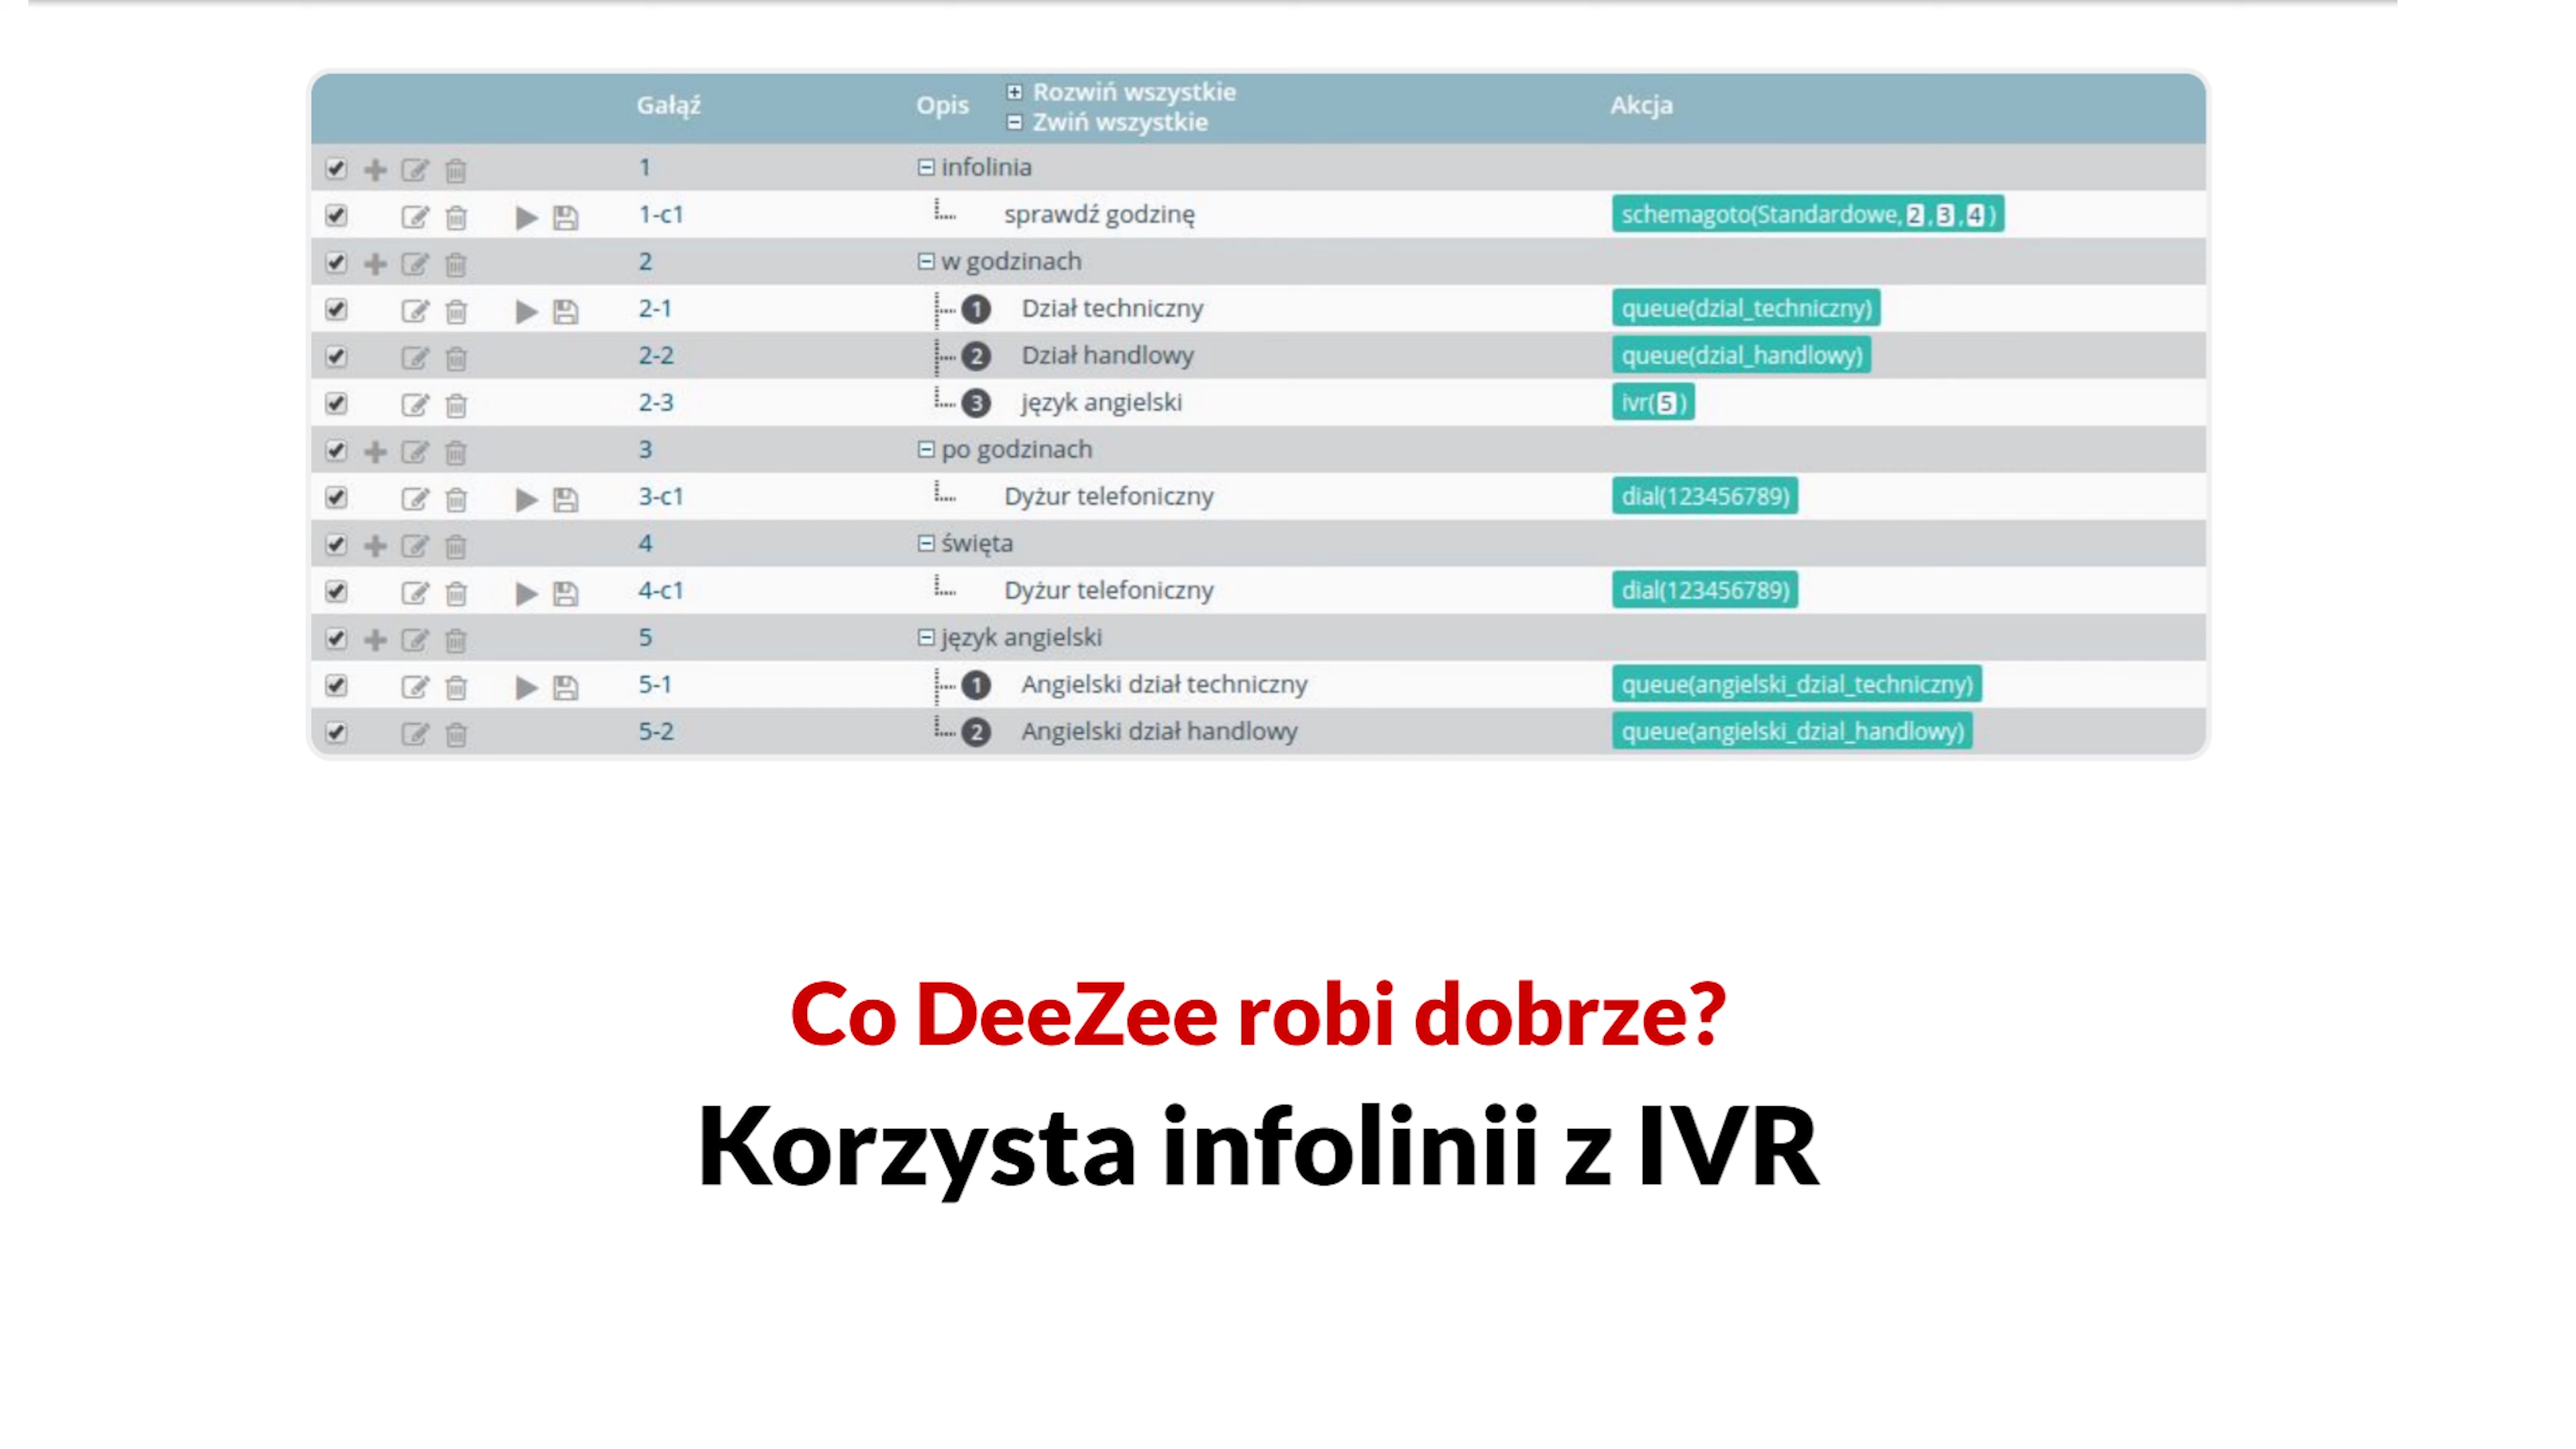 Gałąź Opis Rozwiń wszystkie Akcja
Zwiń wszystkie
1 infolinia
1-c1 sprawdź godzinę schemagoto(Standardowe,2,3,4)
2 w godzinach
2-1 1 Dział techniczny queue(dzial_techniczny)
2-2 2 Dział handlowy queue(dzial_handlowy)
2-3 3 język angielski ivr(5)
3 po godzinach
3-c1 Dyżur telefoniczny dial(123456789)
4 święta
4-c1 Dyżur telefoniczny dial(123456789)
5 język angielski
5-1 1 Angielski dział techniczny queue(angielski_dzial_techniczny)
5-2 2 Angielski dział handlowy queue(angielski_dzial_handlowy)
Co DeeZee robi dobrze?
Korzysta infolinii z IVR